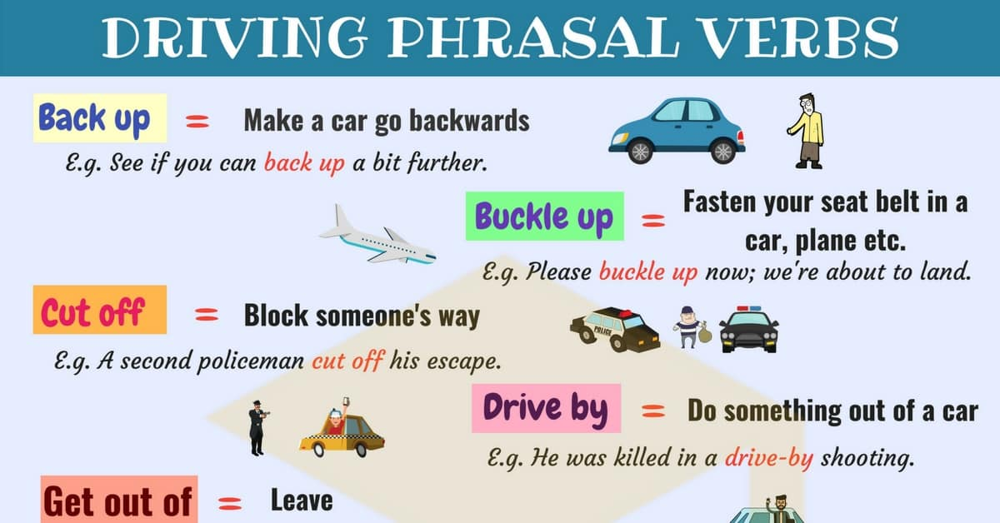 DRIVING PHRASAL VERBS
Back up = Make a car go backwards
E.g. See if you can back up a bit further.
Buckle up = Fasten your seat belt in a
car, plane etc.
E.g. Please buckle up now; we're about to land.
Cut off = Block someone's way
POLICE
E.g. A second policeman cut off his escape.
Drive by = Do something out of a car
E.g. He was killed in a drive-by shooting.
Get out of = Leave